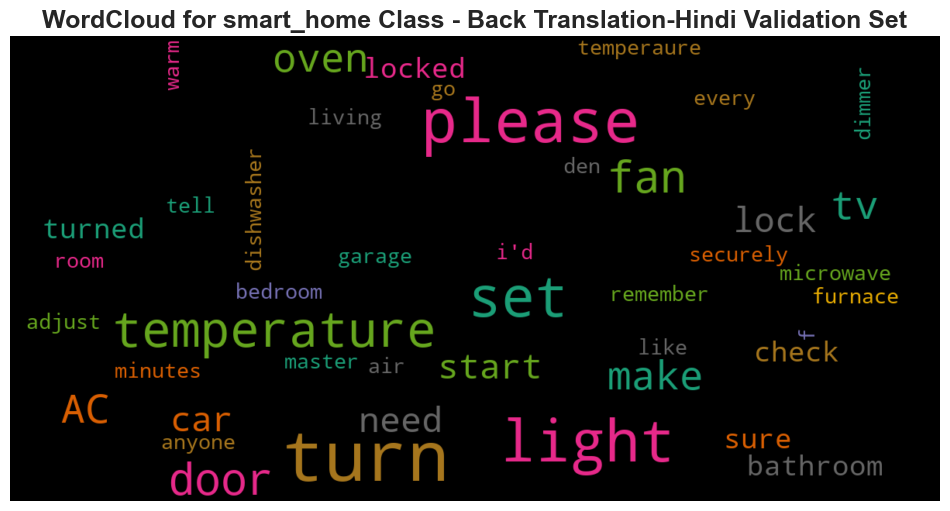 WordCloud for smart_home Class - Back Translation-Hindi Validation Set
warm
oven
locked
temperaure
go
every
dimmer
living
please
den
fan
dishwasher
tell
tv
turned
lock
room
garage
i'd
securely
microwave
bedroom
set
remember
furnace
adjust
temperature
f
minutes
master
air
start
like
make
check
AC
car
need
anyone
turn
light
sure
door
bathroom